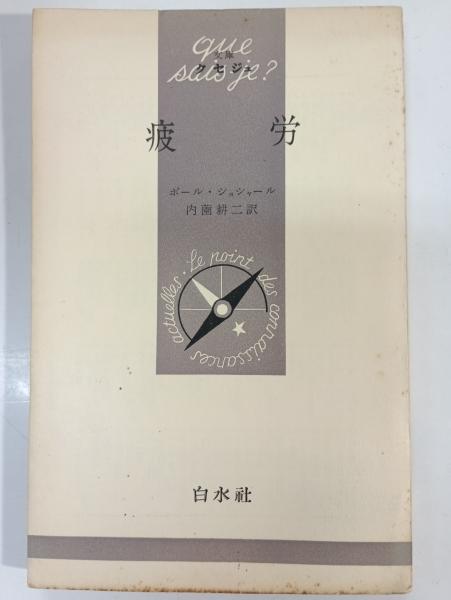 que
文庫
クセジュ
sais-je?
疲 労
ポール・ショシャール
内薗耕二訳
Le point des connaissances actuelles.
白水社